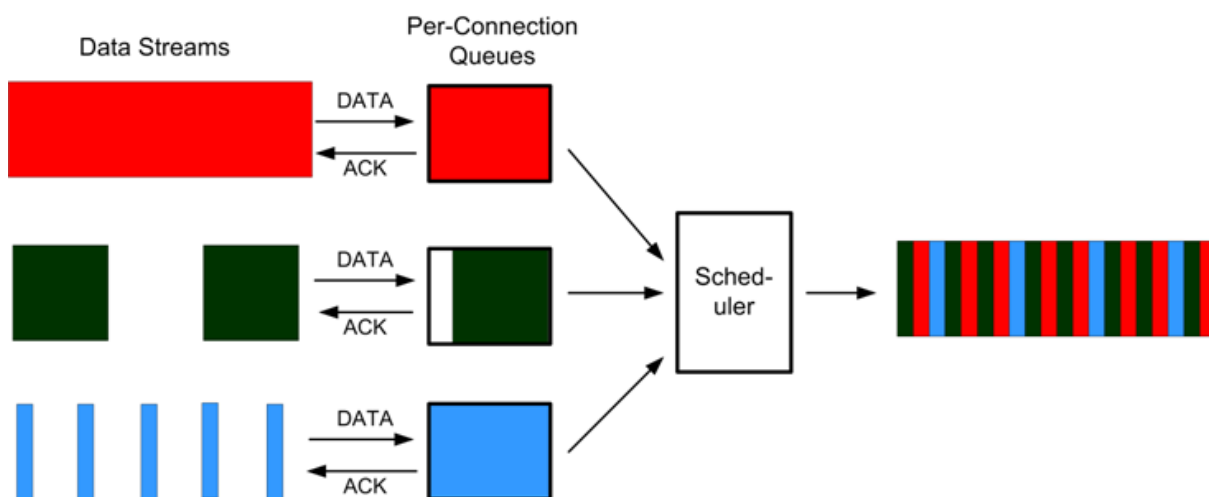 Data Streams
Per-Connection
Queues
DATA
ACK
DATA
ACK
Sched-
uler
DATA
ACK